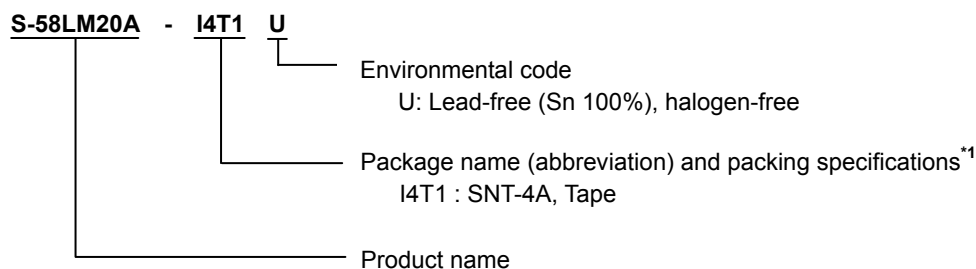 S-58LM20A - I4T1 U
Environmental code
U: Lead-free (Sn 100%), halogen-free
Package name (abbreviation) and packing specifications*1
I4T1 : SNT-4A, Tape
Product name